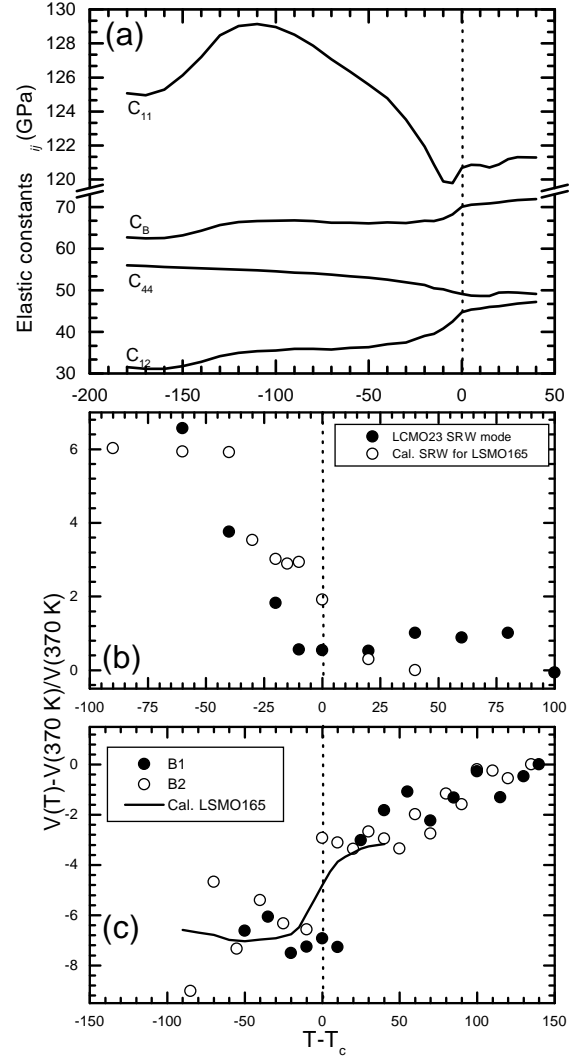 (a)
130
128
125
123
120
70
60
50
40
30
C11
CB
C44
C12
Elastic constants ij (GPa)
-200 -150 -100 -50 0 50
(b)
LCMO23 SRW mode
Cal. SRW for LSMO165
6
4
2
0
-100 -75 -50 -25 0 25 50 75 100
V(T)-V(370 K)/V(370 K)
(c)
B1
B2
Cal. LSMO165
0
-2
-4
-6
-8
-150 -100 -50 0 50 100 150
T-Tc